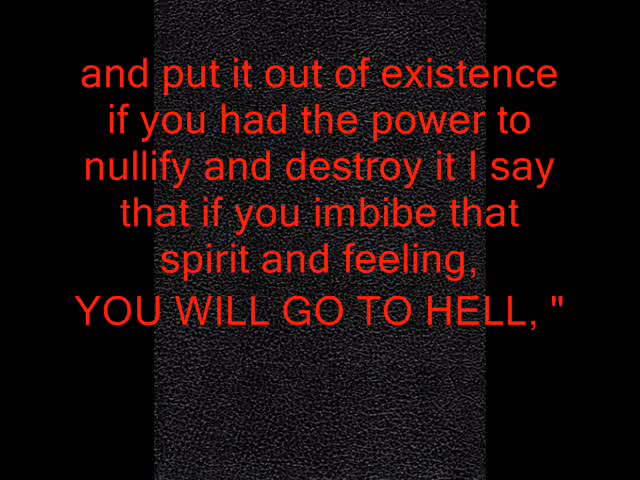 and put it out of existence
if you had the power to
nullify and destroy it I say
that if you imbibe that
spirit and feeling,
YOU WILL GO TO HELL, "